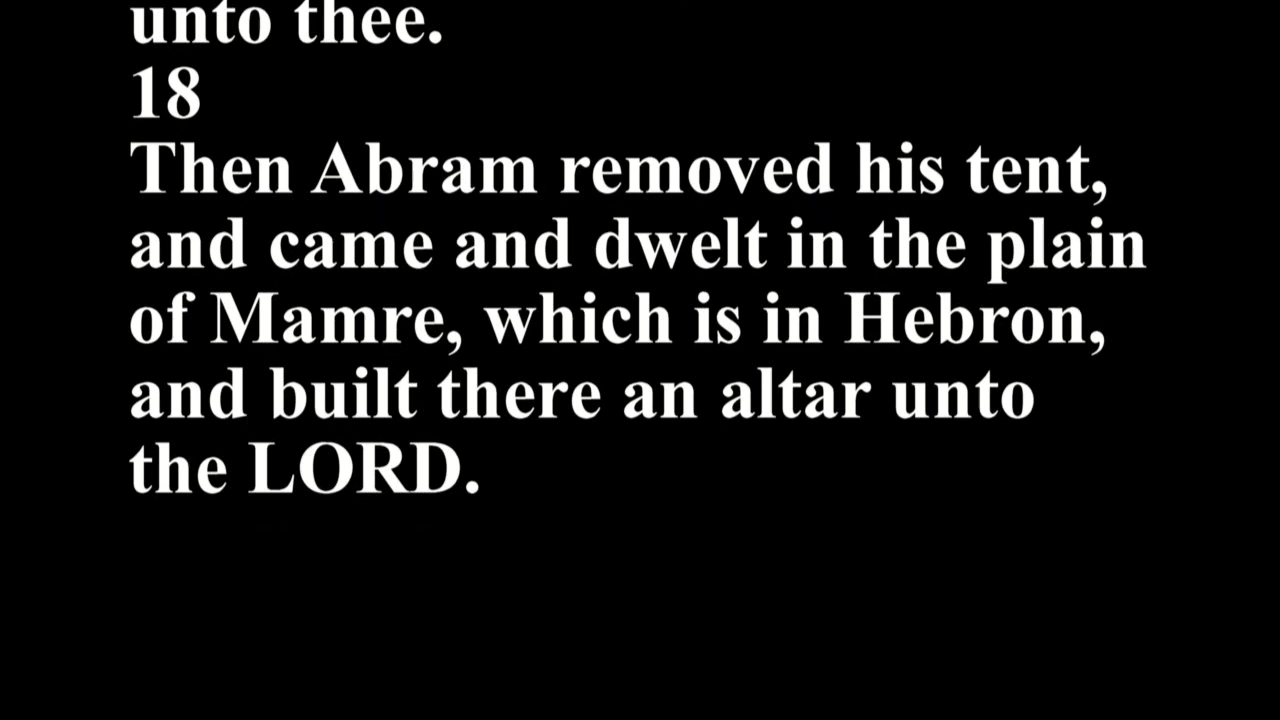 unto thee.
18
Then Abram removed his tent,
and came and dwelt in the plain
of Mamre, which is in Hebron,
and built there an altar unto
the LORD.